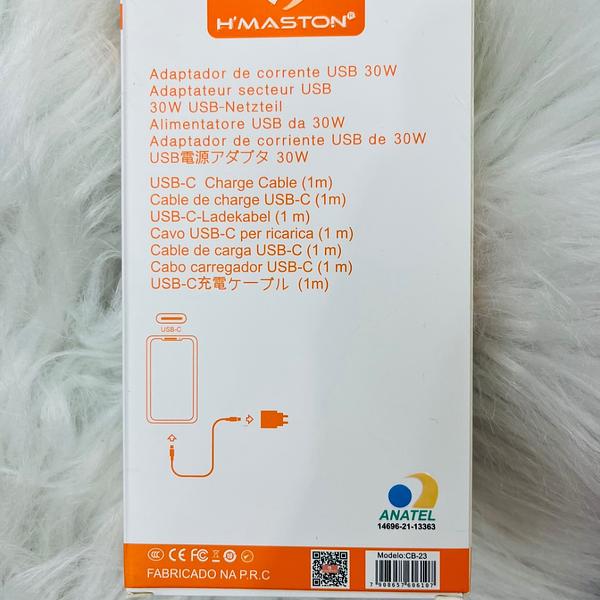 H'MASTON
Adaptador de corrente USB 30W
Adaptateur secteur USB
30W USB-Netzteil
Alimentatore USB da 30W
Adaptador de corriente USB de 30W
USB電源アダプタ 30W
USB-C Charge Cable (1m)
Cable de charge USB-C (1m)
USB-C-Ladekabel (1 m)
Cavo USB-C per ricarica (1 m)
Cable de carga USB-C (1 m)
Cabo carregador USB-C (1 m)
USB-C充電ケーブル (1m)
USB-C
ANATEL
14696-21-13363
CE FC
FABRICADO NA P.R.C
Modelo:CB-23
7908657606107